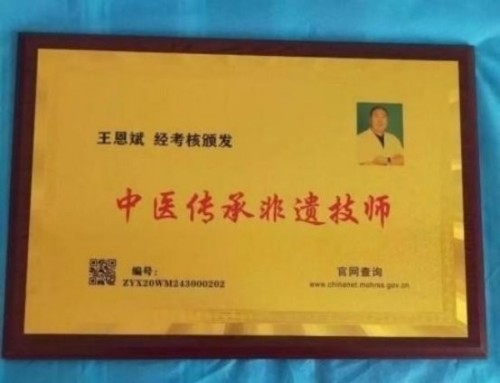 王恩斌 经考核颁发
中医传承非遗技师
编号:
ZYX20WM243000202
官网查询
www.chinanet.mohrss.gov.cn